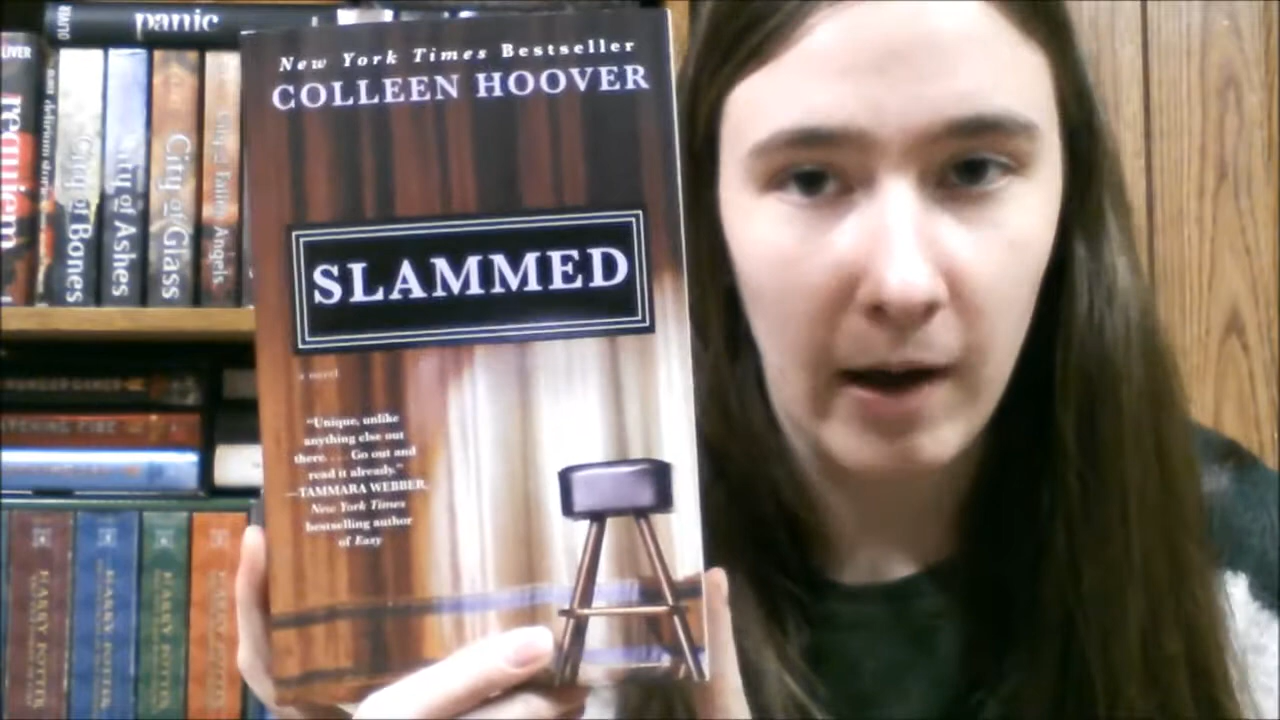 panic
LIVER
requiem
City of Bones
City of Ashes
City of Glass
City of Fallen Angels
New York Times Bestseller
COLLEEN HOOVER
SLAMMED
a novel
"Unique, unlike
anything else out
there. . . . Go out and
read it already."
—TAMMARA WEBBER,
New York Times
bestselling author
of Easy
HARRY POTTER
HARRY POTTER
HARRY POTTER
HARRY POTTER